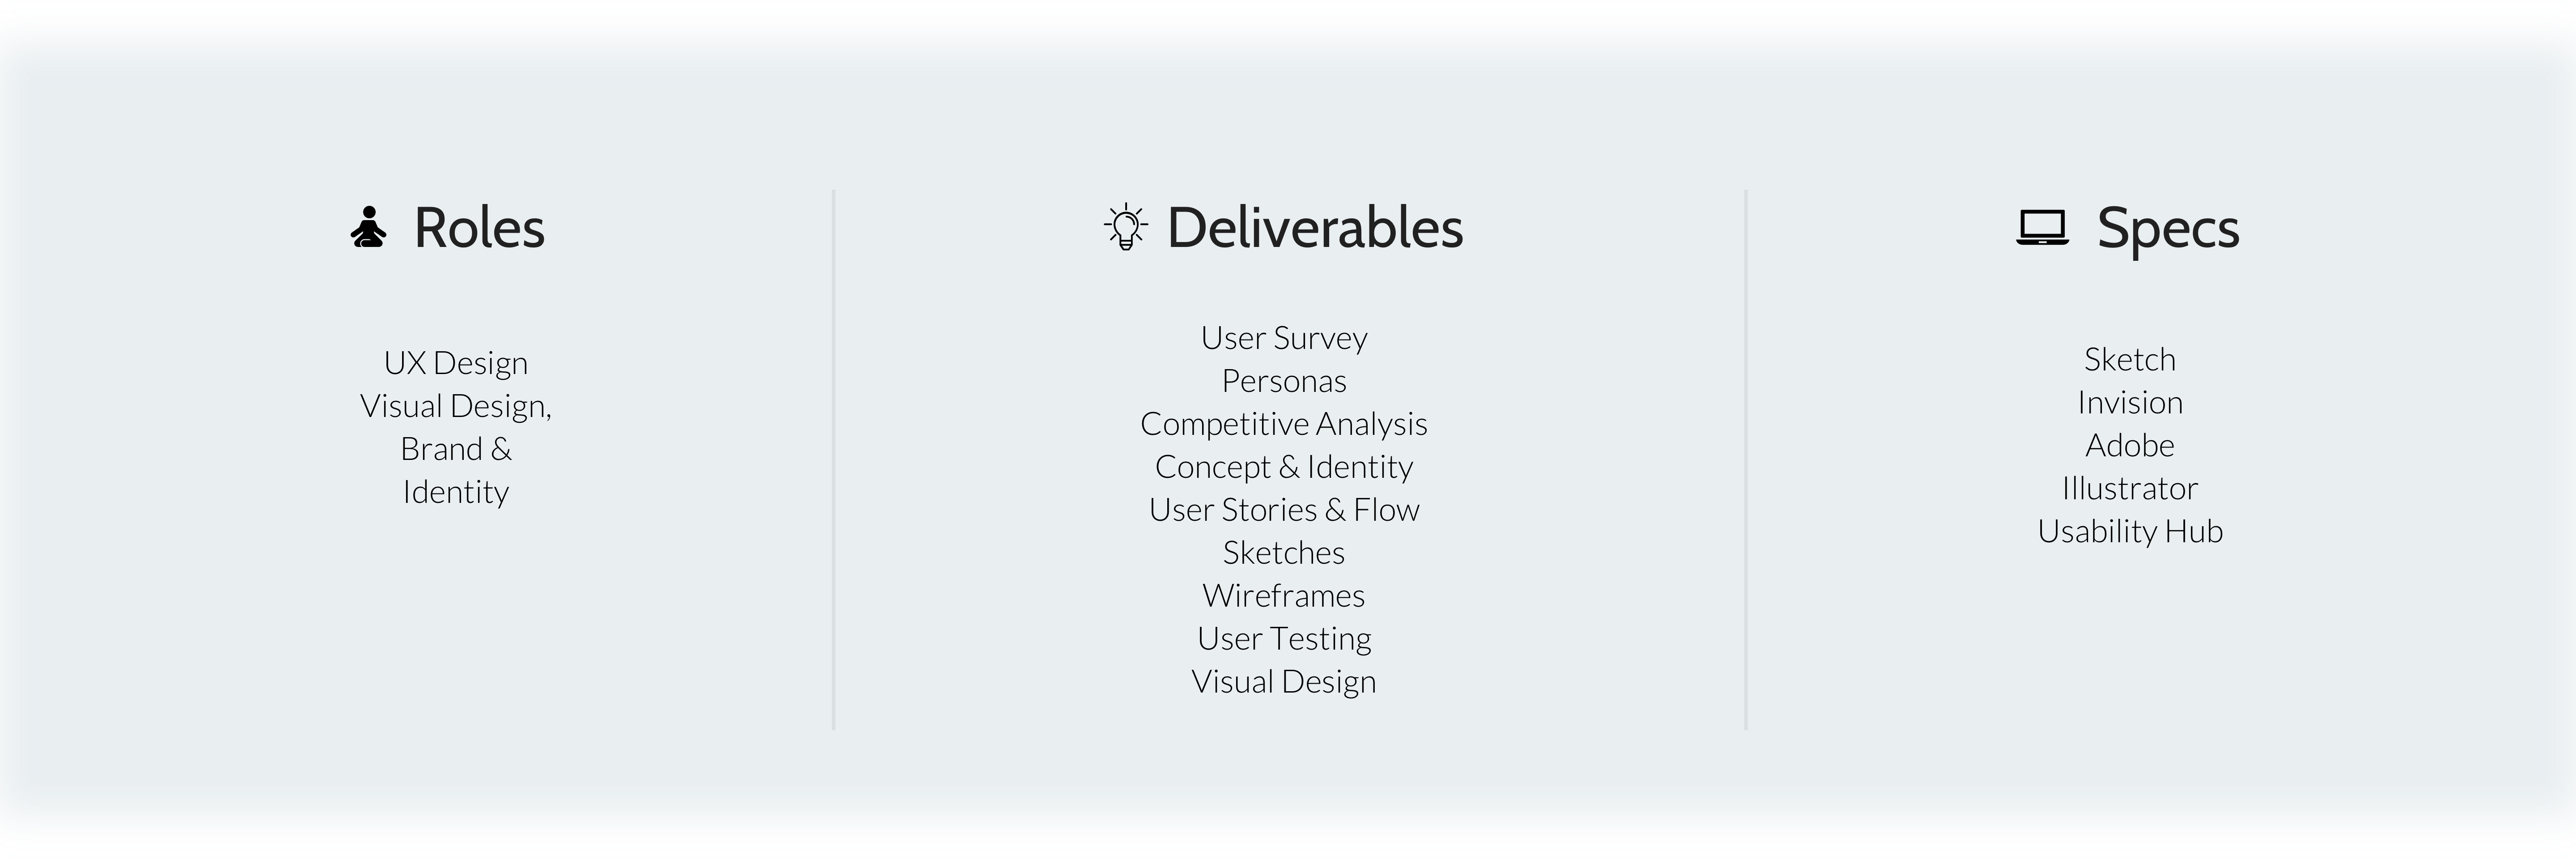 Roles
UX Design
Visual Design,
Brand &
Identity
Deliverables
User Survey
Personas
Competitive Analysis
Concept & Identity
User Stories & Flow
Sketches
Wireframes
User Testing
Visual Design
Specs
Sketch
Invision
Adobe
Illustrator
Usability Hub